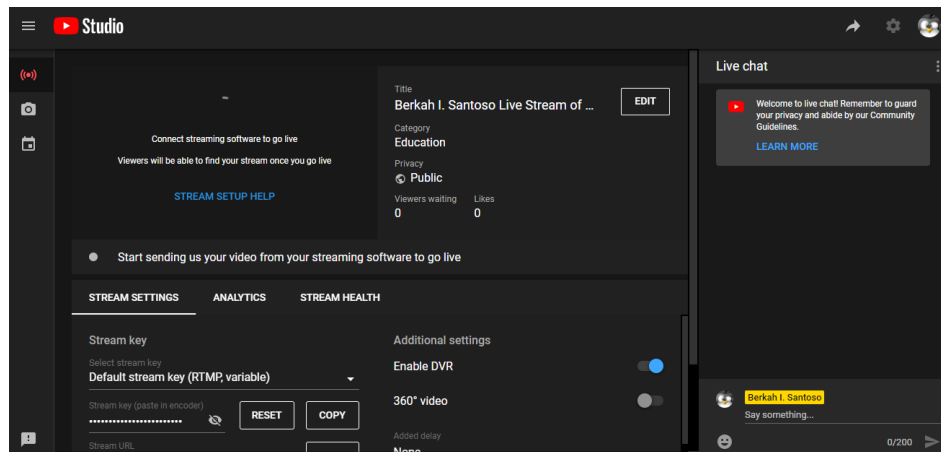 Studio
Live chat
Welcome to live chat! Remember to guard
your privacy and abide by our Community
Guidelines.
LEARN MORE
Connect streaming software to go live
Viewers will be able to find your stream once you go live
STREAM SETUP HELP
Title
Berkah I. Santoso Live Stream of ...
EDIT
Category
Education
Privacy
Public
Viewers waiting Likes
0 0
Start sending us your video from your streaming software to go live
STREAM SETTINGS ANALYTICS STREAM HEALTH
Stream key
Select stream key
Default stream key (RTMP, variable)
Stream key (paste in encoder)
RESET COPY
Stream URL
Additional settings
Enable DVR
360° video
Added delay
None
Berkah I. Santoso
Say something...
0/200